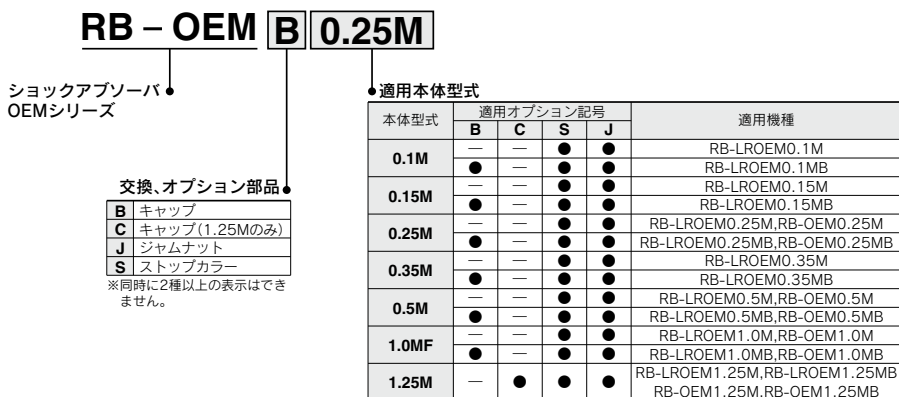 RB – OEM B 0.25M
ショックアブソーバ
OEMシリーズ
交換、オプション部品
B キャップ
C キャップ(1.25Mのみ)
J ジャムナット
S ストップカラー
※同時に2種以上の表示はでき
ません。
適用本体型式
本体型式 適用オプション記号 適用機種
B C S J
0.1M — — ● ● RB-LROEM0.1M
● — ● ● RB-LROEM0.1MB
0.15M — — ● ● RB-LROEM0.15M
● — ● ● RB-LROEM0.15MB
0.25M — — ● ● RB-LROEM0.25M,RB-OEM0.25M
● — ● ● RB-LROEM0.25MB,RB-OEM0.25MB
0.35M — — ● ● RB-LROEM0.35M
● — ● ● RB-LROEM0.35MB
0.5M — — ● ● RB-LROEM0.5M,RB-OEM0.5M
● — ● ● RB-LROEM0.5MB,RB-OEM0.5MB
1.0MF — — ● ● RB-LROEM1.0M,RB-OEM1.0M
● — ● ● RB-LROEM1.0MB,RB-OEM1.0MB
1.25M — ● ● ● RB-LROEM1.25M,RB-LROEM1.25MB
RB-OEM1.25M,RB-OEM1.25MB